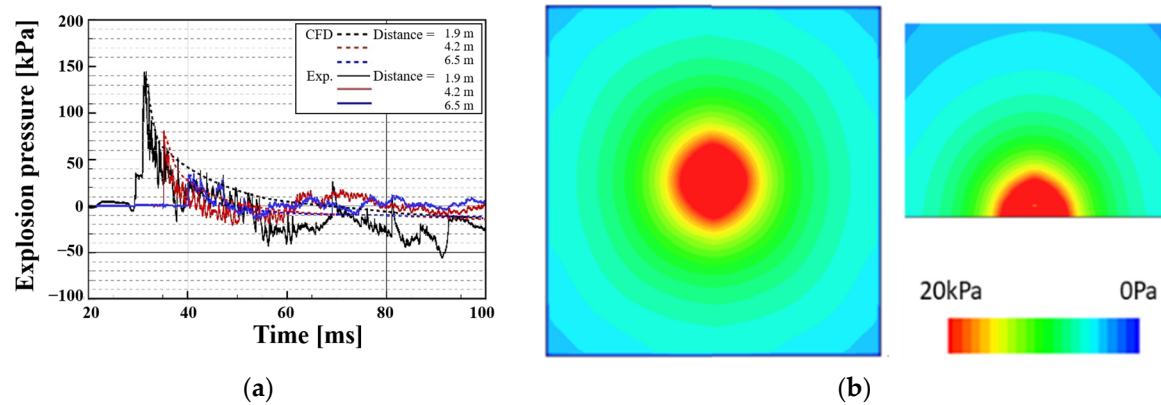 Explosion pressure [kPa]
200
150
100
50
0
−50
−100
CFD Distance = 1.9 m
4.2 m
6.5 m
Exp. Distance = 1.9 m
4.2 m
6.5 m
20 40 60 80 100
Time [ms]
(a)
20kPa 0Pa
(b)